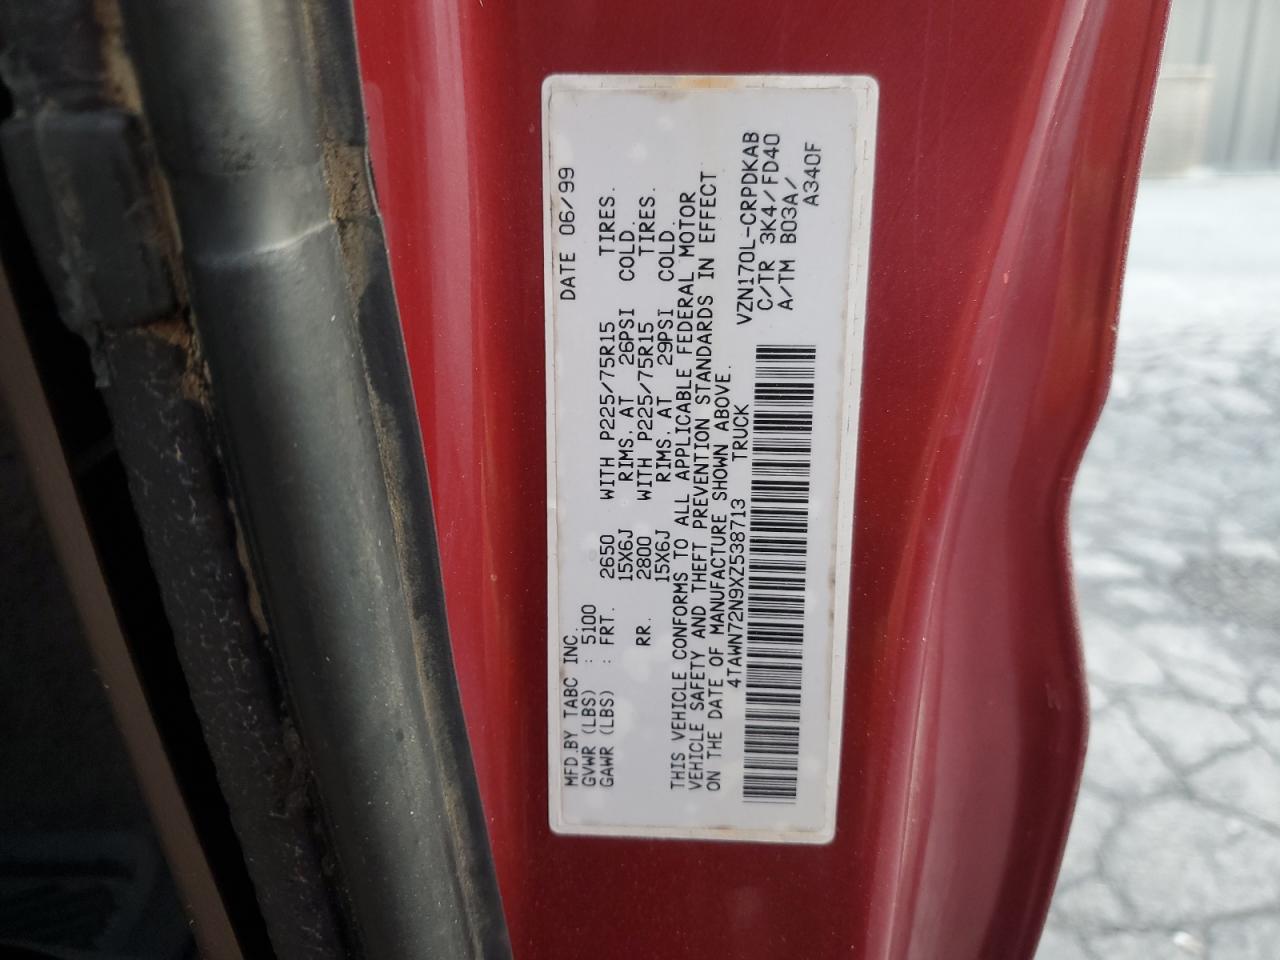 MFD.BY TABC INC. DATE 06/99
GVWR (LBS) : 5100
GAWR (LBS) : FRT. 2650 WITH P225/75R15 TIRES.
15X6J RIMS. AT 26PSI COLD.
RR. 2800 WITH P225/75R15 TIRES.
15X6J RIMS. AT 29PSI COLD.
THIS VEHICLE CONFORMS TO ALL APPLICABLE FEDERAL MOTOR
VEHICLE SAFETY AND THEFT PREVENTION STANDARDS IN EFFECT
ON THE DATE OF MANUFACTURE SHOWN ABOVE.
4TAWN72N9XZ538713 TRUCK
VZN170L-CRPDKAB
C/TR 3K4/FD40
A/TM B03A/
A340F